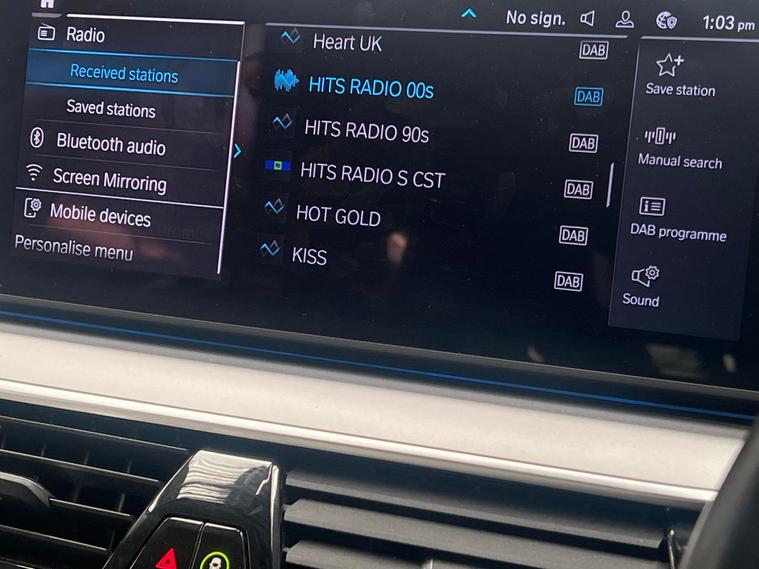 No sign.
1:03 pm
Radio
Received stations
Saved stations
Bluetooth audio
Screen Mirroring
Mobile devices
Personalise menu
Heart UK DAB
HITS RADIO 00s DAB
HITS RADIO 90s DAB
HITS RADIO S CST DAB
HOT GOLD DAB
KISS DAB
Save station
Manual search
DAB programme
Sound